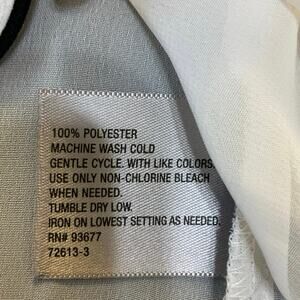 100% POLYESTER
MACHINE WASH COLD
GENTLE CYCLE. WITH LIKE COLORS.
USE ONLY NON-CHLORINE BLEACH
WHEN NEEDED.
TUMBLE DRY LOW.
IRON ON LOWEST SETTING AS NEEDED.
RN# 93677
72613-3